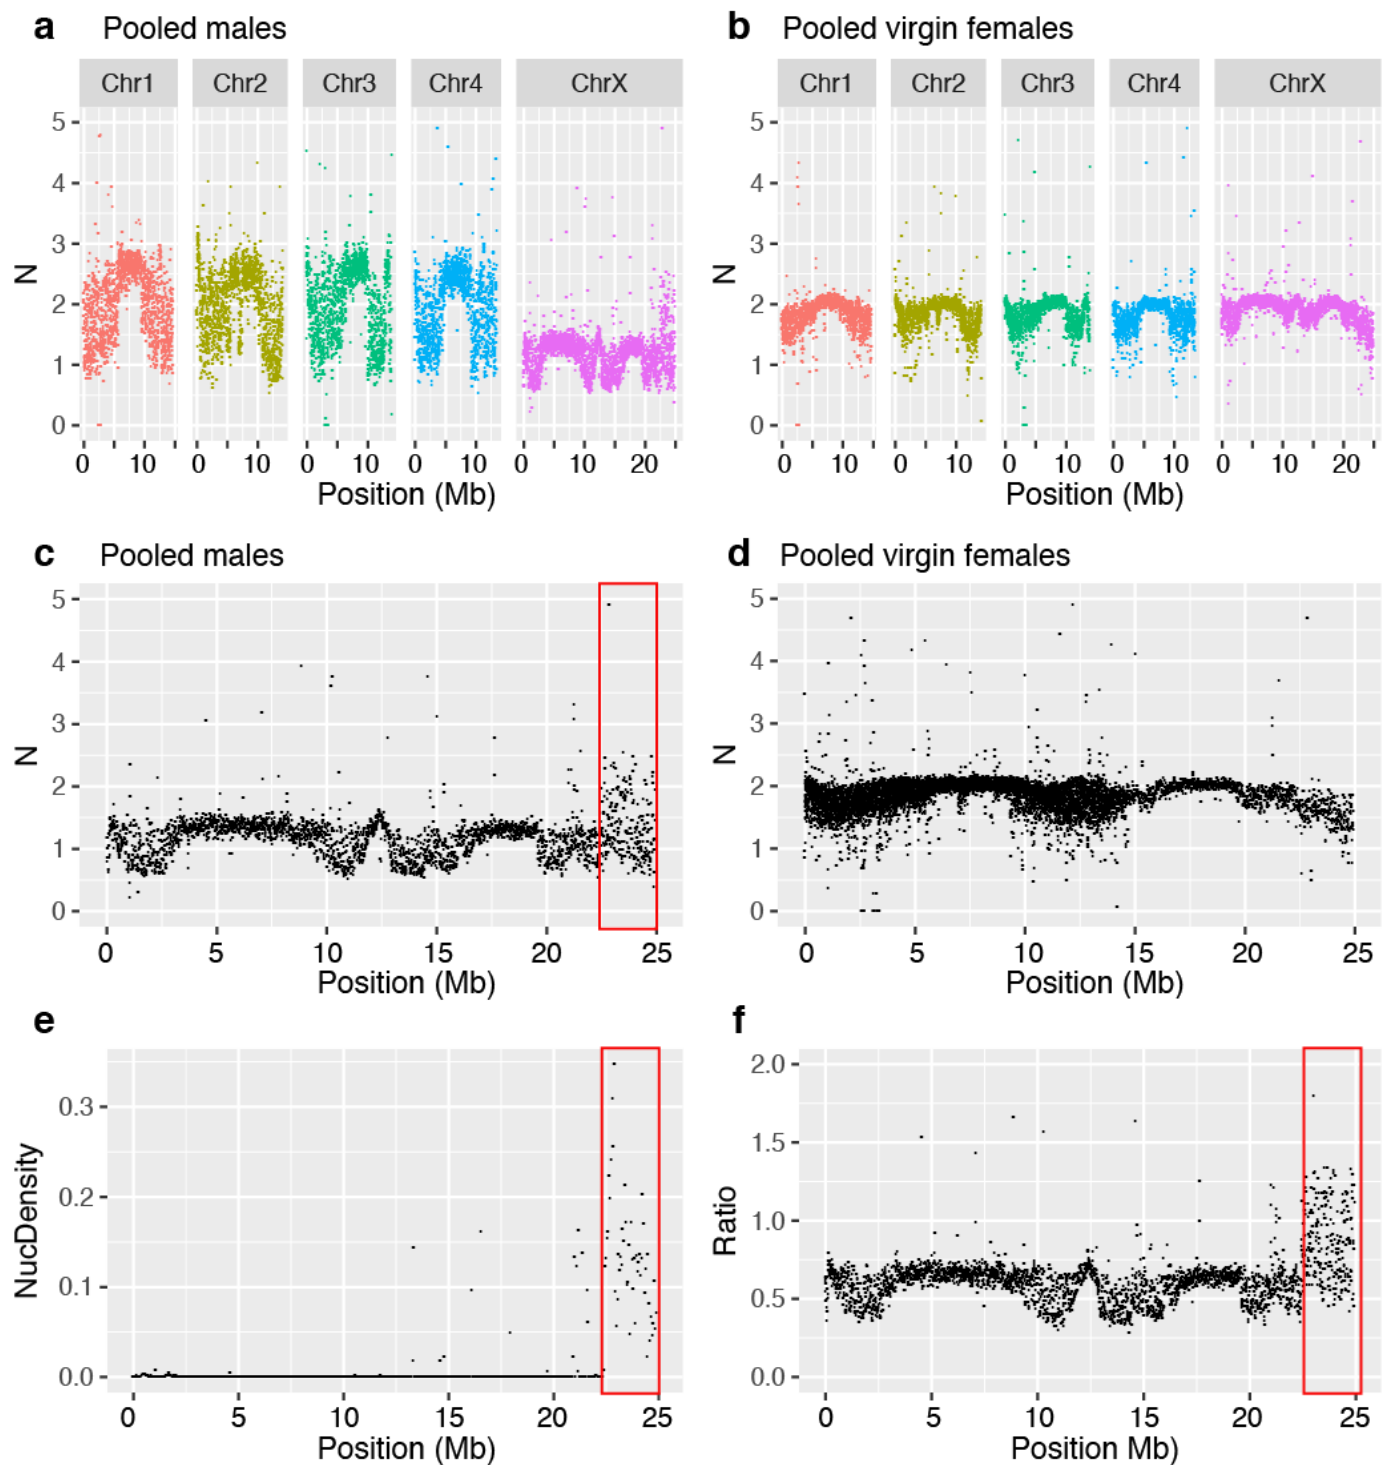 a Pooled males
b Pooled virgin females
Chr1 Chr2 Chr3 Chr4 ChrX
Chr1 Chr2 Chr3 Chr4 ChrX
5
4
3
2
1
0
N
0 10 0 10 0 10 0 10 0 10 20
Position (Mb)
5
4
3
2
1
0
N
0 10 0 10 0 10 0 10 0 10 20
Position (Mb)
c Pooled males
5
4
3
2
1
0
N
0 5 10 15 20 25
Position (Mb)
d Pooled virgin females
5
4
3
2
1
0
N
0 5 10 15 20 25
Position (Mb)
e
0.3
0.2
0.1
0.0
NucDensity
0 5 10 15 20 25
Position (Mb)
f
2.0
1.5
1.0
0.5
0.0
Ratio
0 5 10 15 20 25
Position Mb)